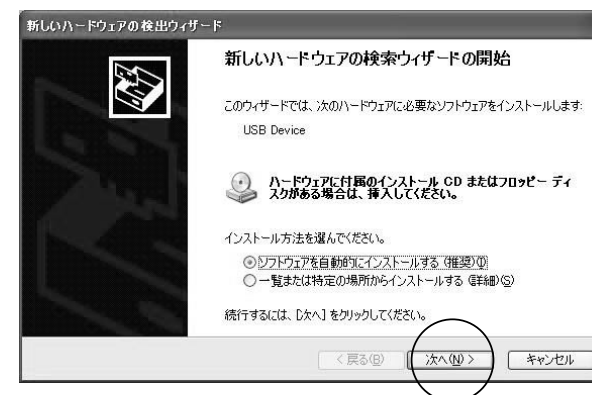 新しいハードウェアの検出ウィザード
新しいハードウェアの検索ウィザードの開始
このウィザードでは、次のハードウェアに必要なソフトウェアをインストールします:
USB Device
ハードウェアに付属のインストール CD またはフロッピー ディ
スクがある場合は、挿入してください。
インストール方法を選んでください。
ソフトウェアを自動的にインストールする (推奨)(I)
一覧または特定の場所からインストールする (詳細)(S)
続行するには、[次へ] をクリックしてください。
< 戻る(B)
次へ(N) >
キャンセル